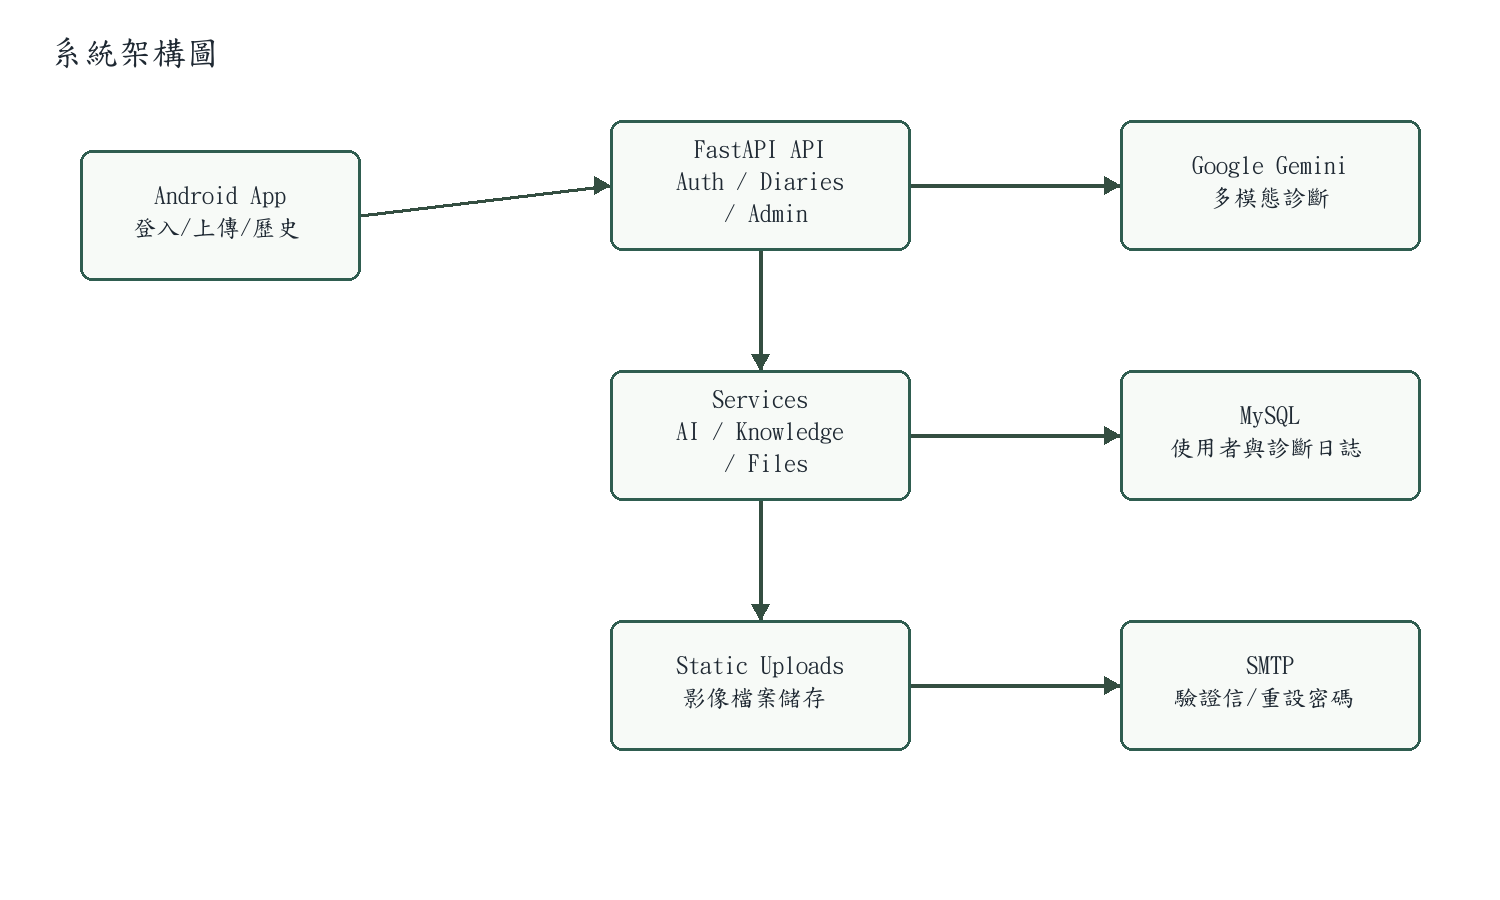 系統架構圖
Android App
登入/上傳/歷史
FastAPI API
Auth / Diaries
/ Admin
Google Gemini
多模態診斷
Services
AI / Knowledge
/ Files
MySQL
使用者與診斷日誌
Static Uploads
影像檔案儲存
SMTP
驗證信/重設密碼